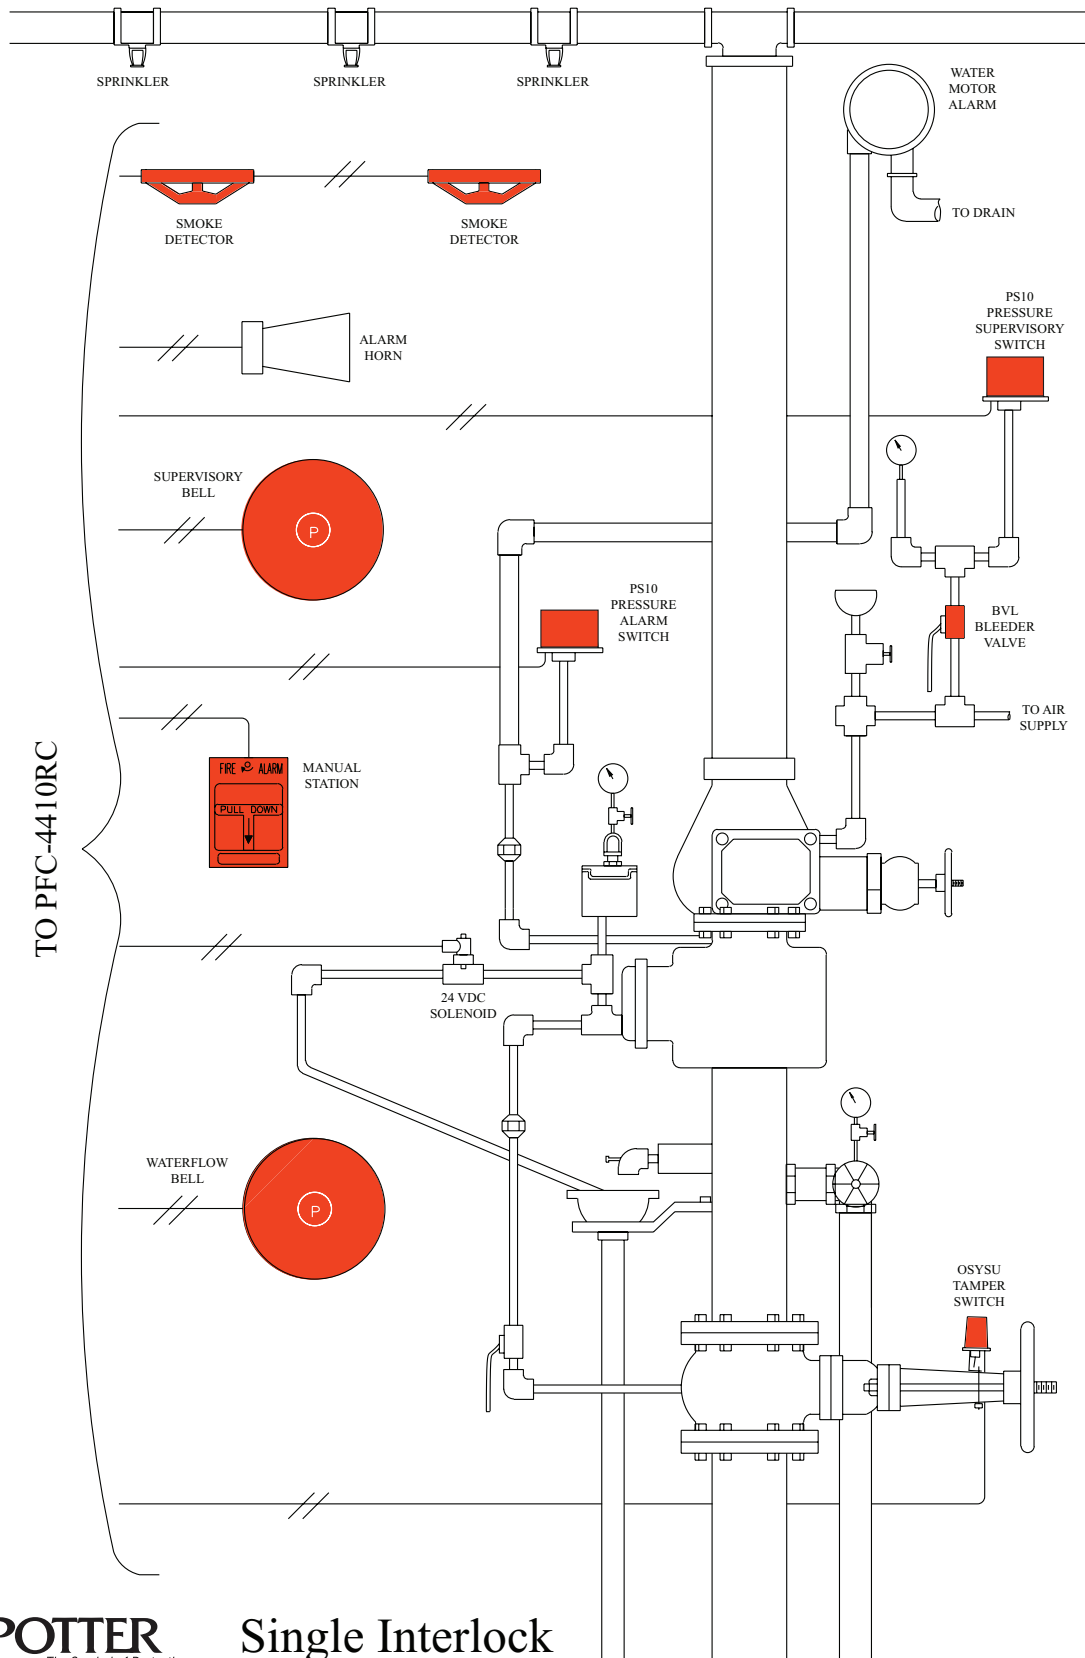 SPRINKLER
SPRINKLER
SPRINKLER
WATER
MOTOR
ALARM
SMOKE
DETECTOR
SMOKE
DETECTOR
TO DRAIN
PS10
PRESSURE
SUPERVISORY
SWITCH
ALARM
HORN
SUPERVISORY
BELL
P
PS10
PRESSURE
ALARM
SWITCH
BVL
BLEEDER
VALVE
TO AIR
SUPPLY
TO PFC-4410RC
FIRE ALARM
PULL DOWN
MANUAL
STATION
24 VDC
SOLENOID
WATERFLOW
BELL
P
OSYSU
TAMPER
SWITCH
POTTER
Single Interlock